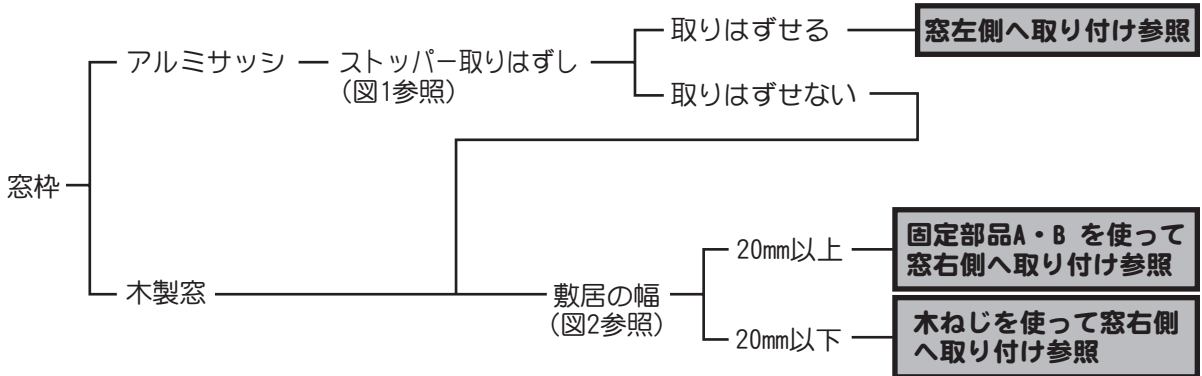 窓枠
アルミサッシ
ストッパー取りはずし
(図1参照)
取りはずせる
窓左側へ取り付け参照
取りはずせない
木製窓
敷居の幅
(図2参照)
20mm以上
固定部品A・B を使って
窓右側へ取り付け参照
20mm以下
木ねじを使って窓右側
へ取り付け参照